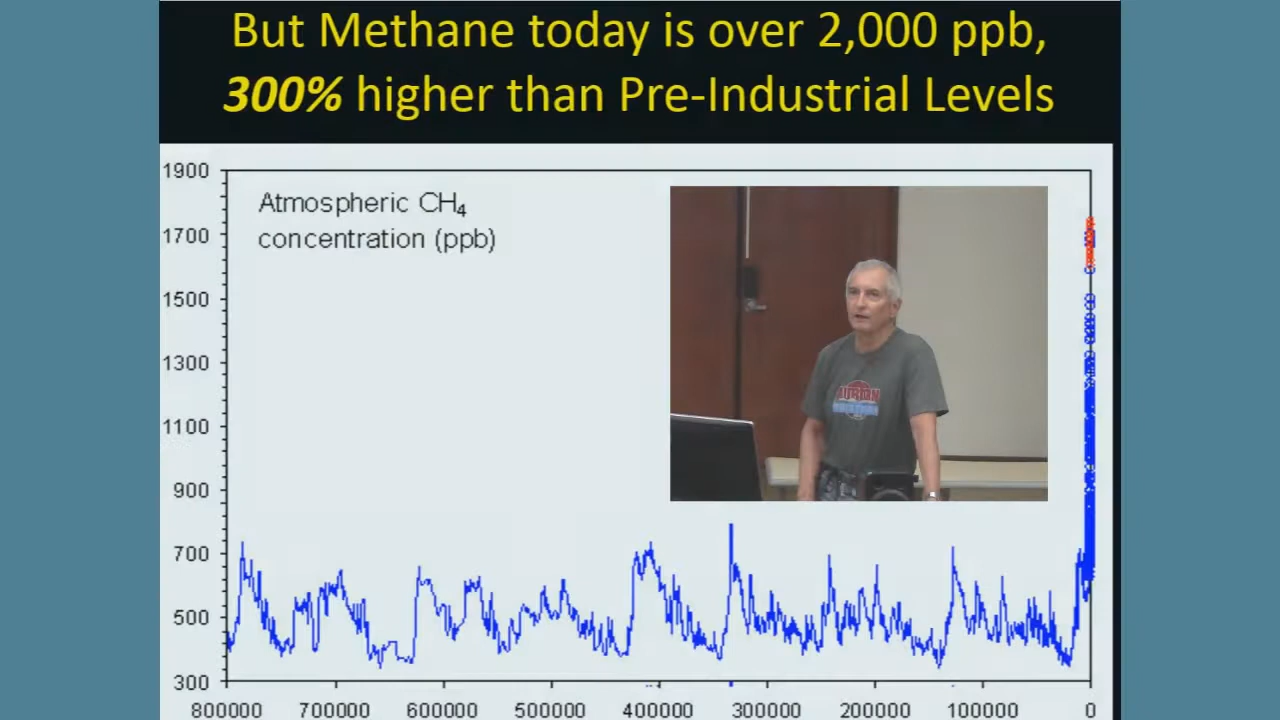 But Methane today is over 2,000 ppb,
300% higher than Pre-Industrial Levels
Atmospheric CH₄
concentration (ppb)
1900
1700
1500
1300
1100
900
700
500
300
800000 700000 600000 500000 400000 300000 200000 100000 0